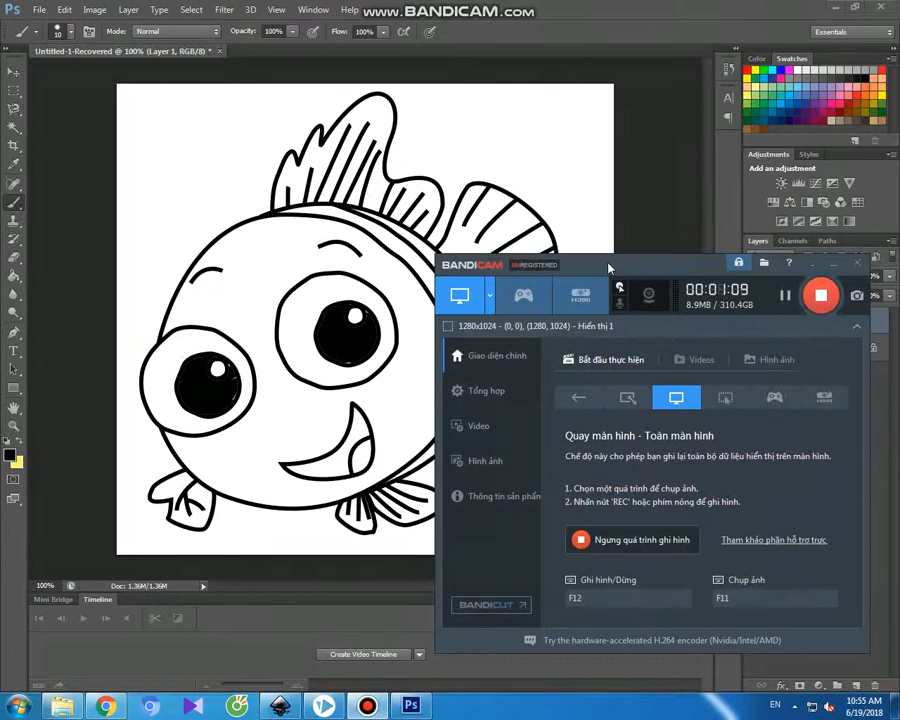 Ps File Edit Image Layer Type Select Filter 3D View Window Help
www.BANDICAM.com
10 Mode: Normal Opacity: 100% Flow: 100% Essentials
Untitled-1-Recovered @ 100% (Layer 1, RGB/8) *
Color Swatches
Adjustments Styles
Add an adjustment
Layers Channels Paths
BANDICAM UNREGISTERED
HDMI
00:01:09
8.9MB / 310.4GB
1280x1024 - (0, 0), (1280, 1024) - Hiển thị 1
Giao diện chính
Tổng hợp
Video
Hình ảnh
Thông tin sản phẩm
BANDICUT
Bắt đầu thực hiện Videos Hình ảnh
HDMI
Quay màn hình - Toàn màn hình
Chế độ này cho phép bạn ghi lại toàn bộ dữ liệu hiển thị trên màn hình.
1. Chọn một quá trình để chụp ảnh.
2. Nhấn nút 'REC' hoặc phím nóng để ghi hình.
Ngưng quá trình ghi hình Tham khảo phần hỗ trợ trực
Ghi hình/Dừng Chụp ảnh
F12 F11
Try the hardware-accelerated H.264 encoder (Nvidia/Intel/AMD)
100% Doc: 1.36M/1.36M
Mini Bridge Timeline
Create Video Timeline
Ps
EN
10:55 AM
6/19/2018